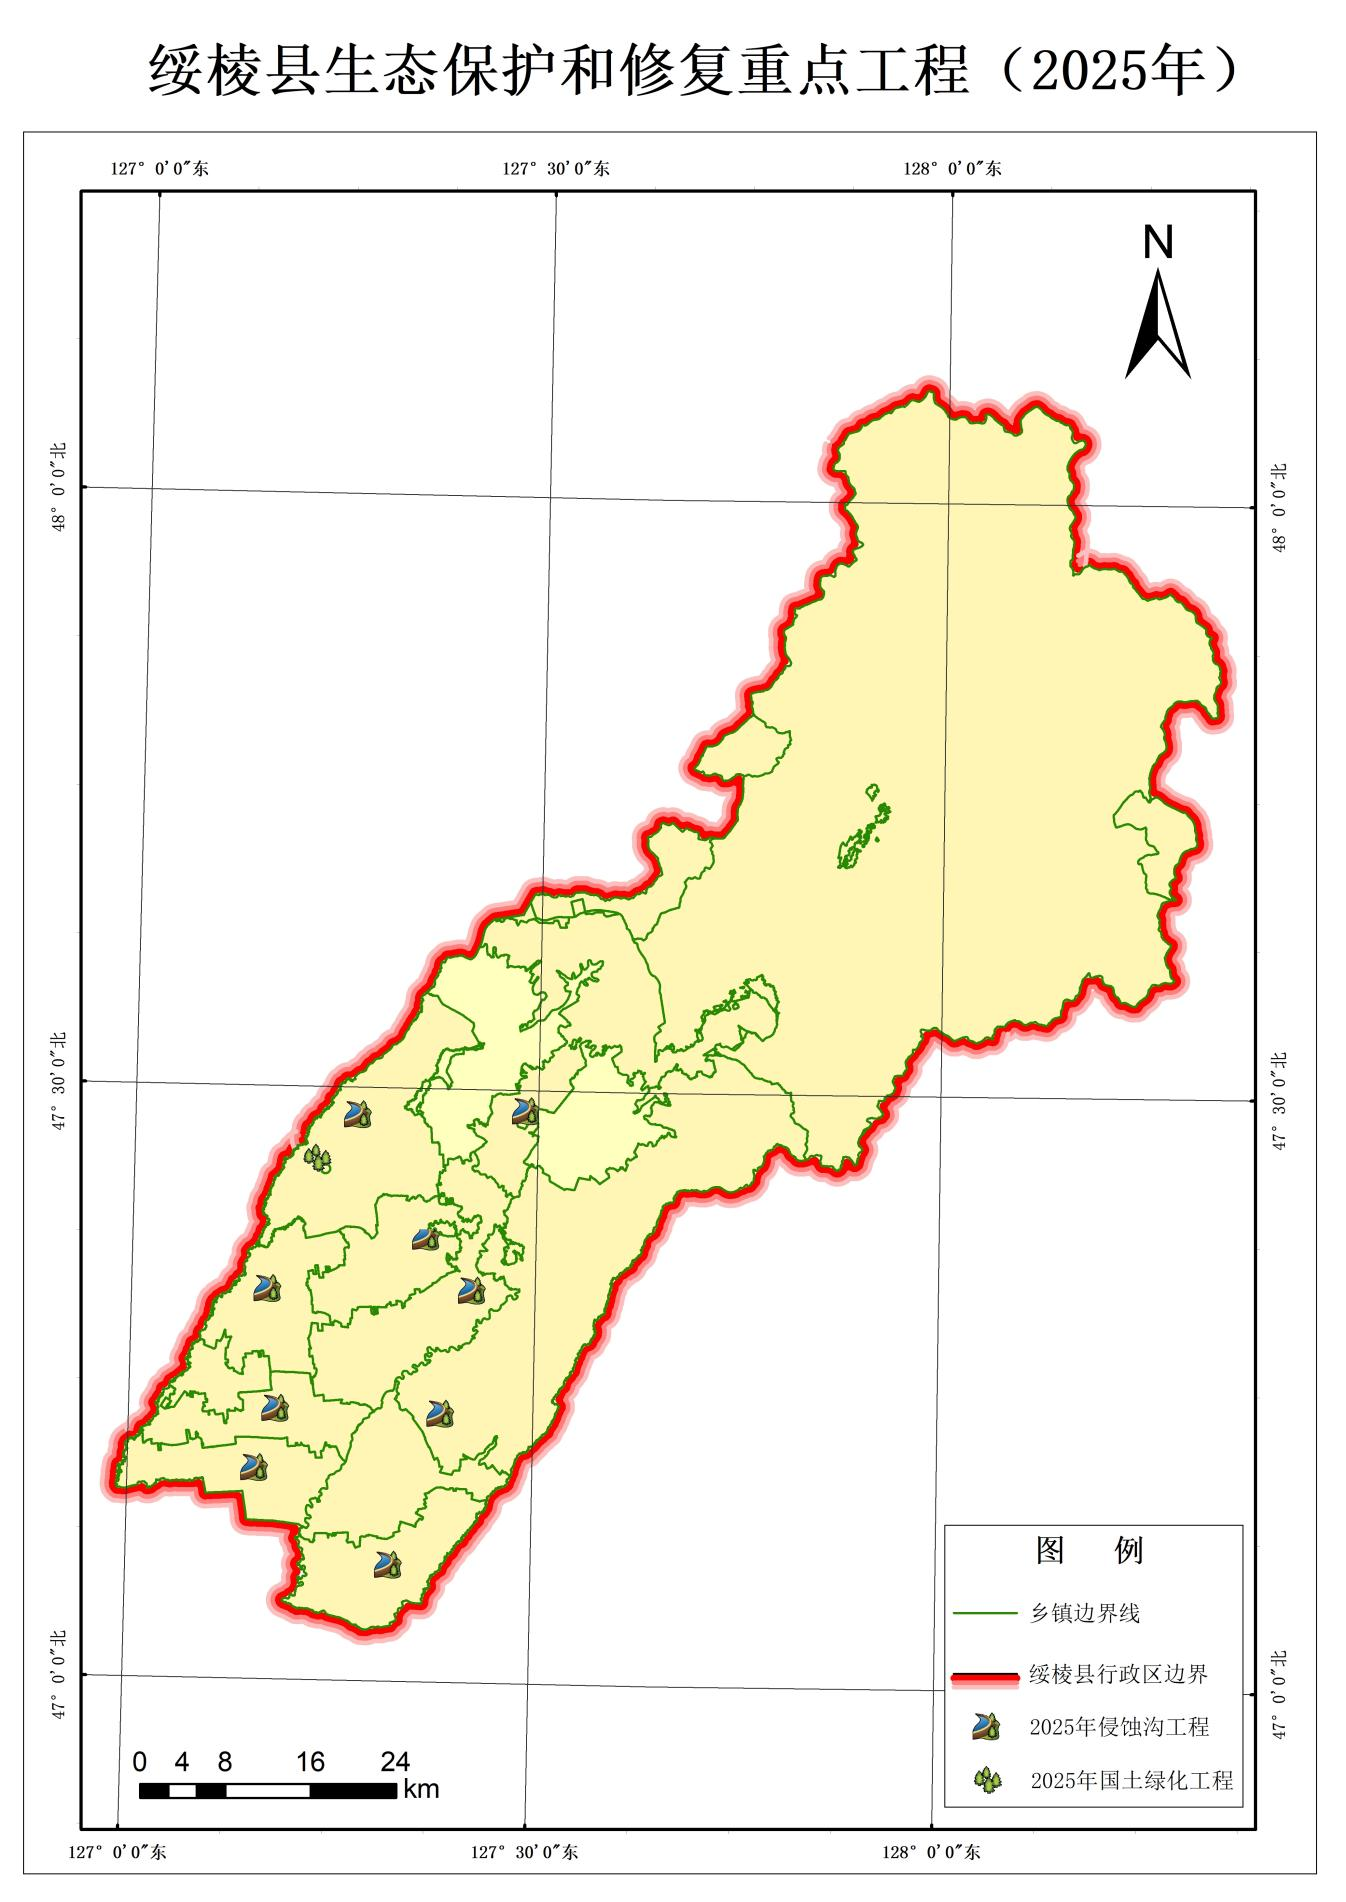 绥棱县生态保护和修复重点工程（2025年）
127° 0'0"东
127° 30'0"东
128° 0'0"东
N
48° 0'0"北
48° 0'0"北
47° 30'0"北
47° 30'0"北
47° 0'0"北
47° 0'0"北
图 例
乡镇边界线
绥棱县行政区边界
2025年侵蚀沟工程
2025年国土绿化工程
0 4 8 16 24
km
127° 0'0"东
127° 30'0"东
128° 0'0"东